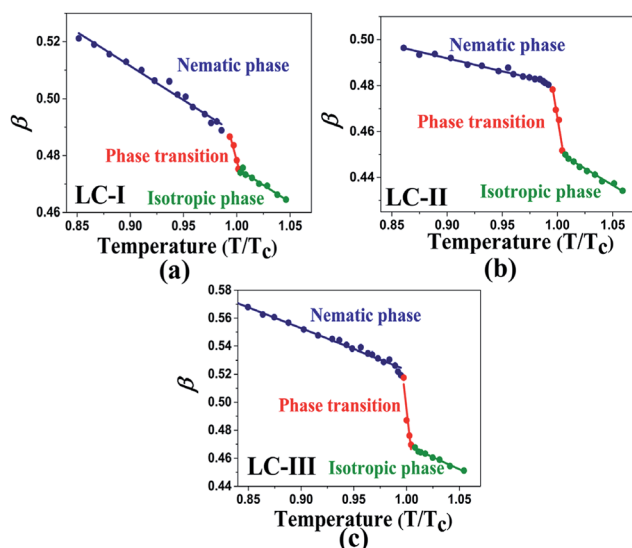 0.52
0.50
0.48
0.46
β
Nematic phase
Phase transition
Isotropic phase
LC-I
0.85 0.90 0.95 1.00 1.05
Temperature (T/Tc)
(a)
0.52
0.48
0.44
β
Nematic phase
Phase transition
Isotropic phase
LC-II
0.85 0.90 0.95 1.00 1.05
Temperature (T/Tc)
(b)
0.58
0.56
0.54
0.52
0.50
0.48
0.46
0.44
β
Nematic phase
Phase transition
Isotropic phase
LC-III
0.85 0.90 0.95 1.00 1.05
Temperature (T/Tc)
(c)